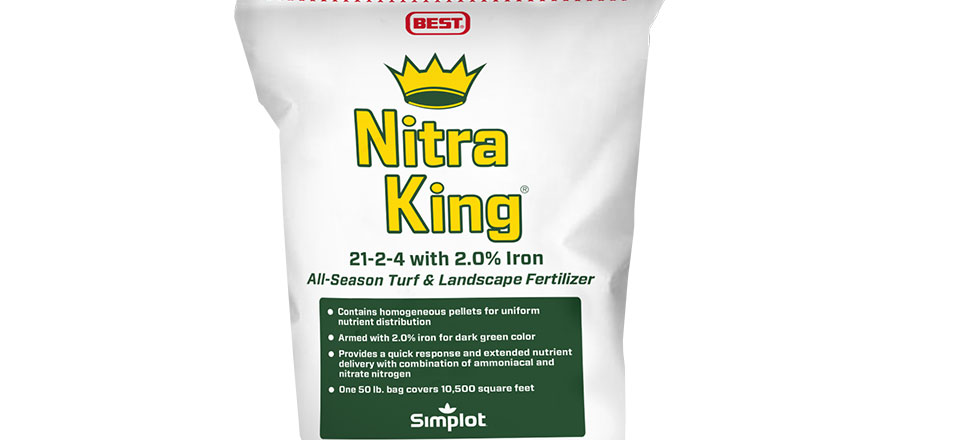 BEST®
Nitra
King®
21-2-4 with 2.0% Iron
All-Season Turf & Landscape Fertilizer
• Contains homogeneous pellets for uniform
nutrient distribution
• Armed with 2.0% iron for dark green color
• Provides a quick response and extended nutrient
delivery with combination of ammoniacal and
nitrate nitrogen
• One 50 lb. bag covers 10,500 square feet
Simplot